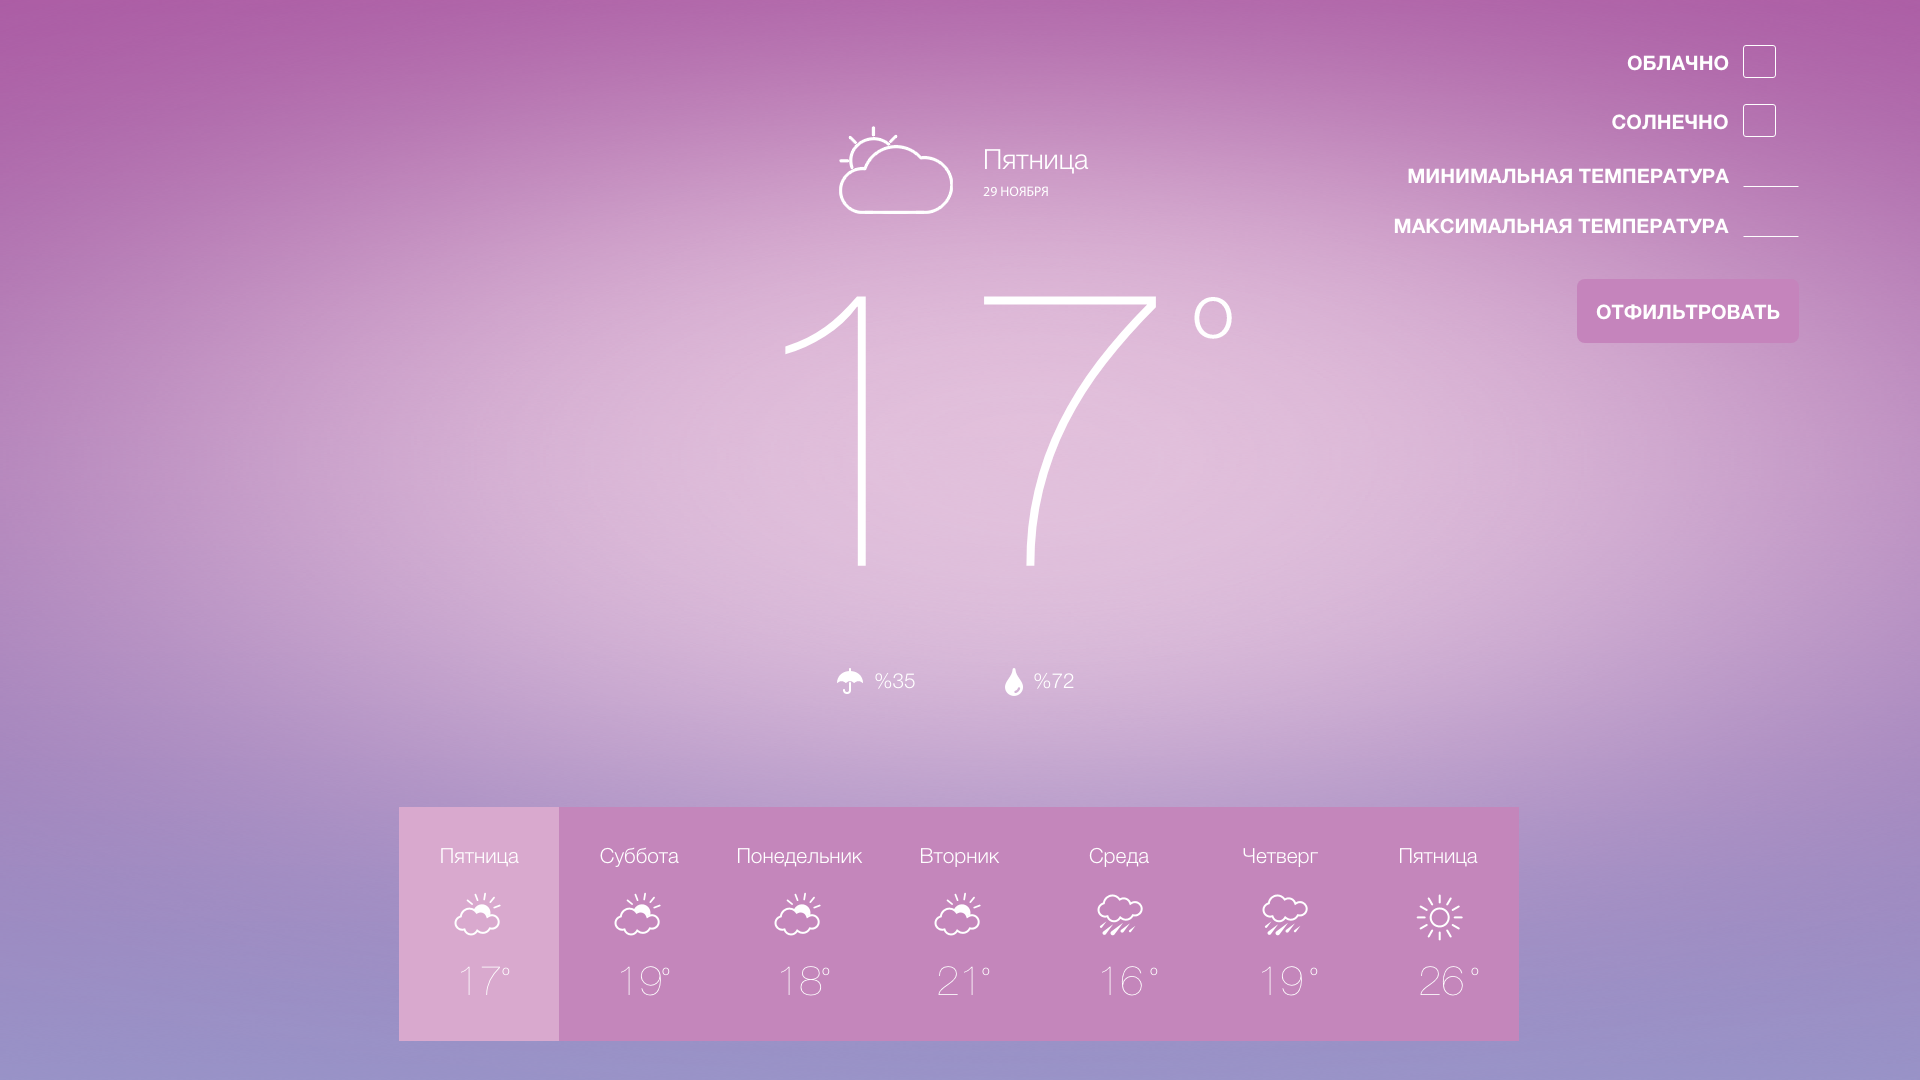 ОБЛАЧНО
СОЛНЕЧНО
МИНИМАЛЬНАЯ ТЕМПЕРАТУРА
МАКСИМАЛЬНАЯ ТЕМПЕРАТУРА
ОТФИЛЬТРОВАТЬ
Пятница
29 НОЯБРЯ
17°
%35 %72
Пятница Суббота Понедельник Вторник Среда Четверг Пятница
17° 19° 18° 21° 16° 19° 26°